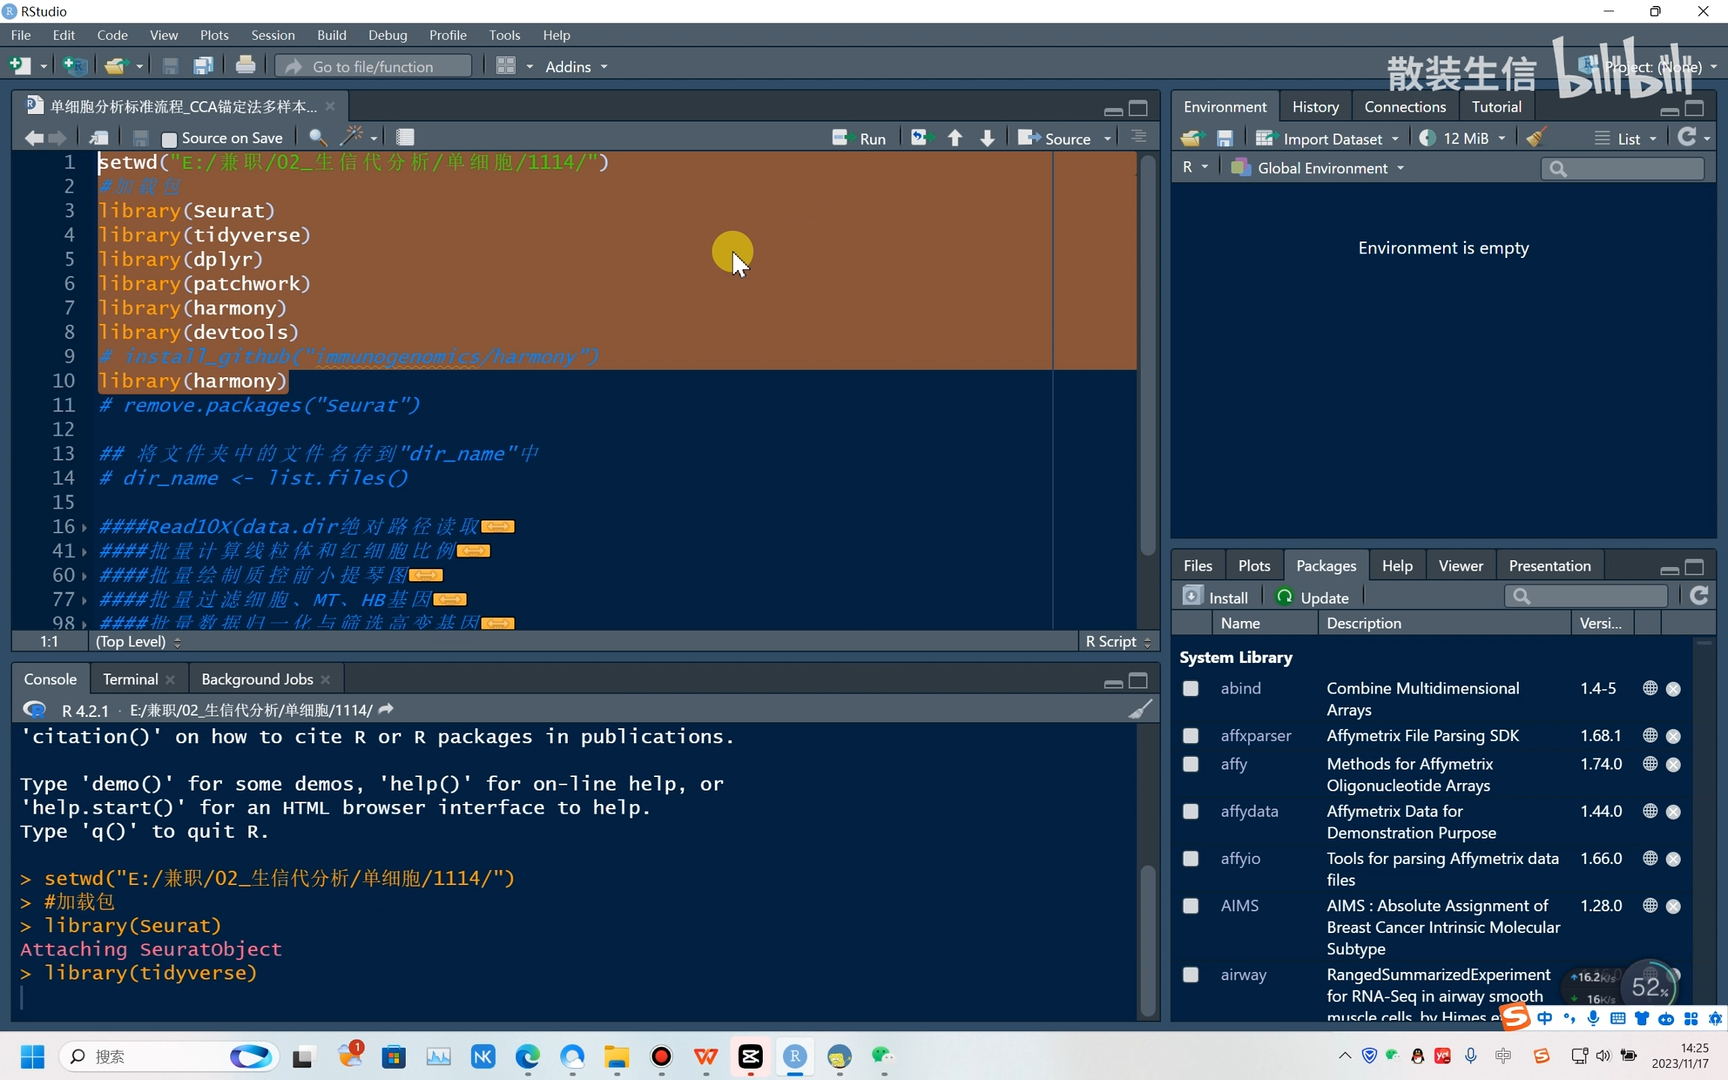 RStudio
File Edit Code View Plots Session Build Debug Profile Tools Help
Go to file/function Addins Project: (None)
散装生信 bilibili
单细胞分析标准流程_CCA锚定法多样本...
Source on Save Run Source
1 setwd("E:/兼职/02_生信代分析/单细胞/1114/")
2 #加载包
3 library(Seurat)
4 library(tidyverse)
5 library(dplyr)
6 library(patchwork)
7 library(harmony)
8 library(devtools)
9 # install_github("immunogenomics/harmony")
10 library(harmony)
11 # remove.packages("Seurat")
12
13 ## 将文件夹中的文件名存到"dir_name"中
14 # dir_name <- list.files()
15
16 ####Read10X(data.dir绝对路径读取
41 ####批量计算线粒体和红细胞比例
60 ####批量绘制质控前小提琴图
77 ####批量过滤细胞、MT、HB基因
98 ####批量数据归一化与筛选高变基因
1:1 (Top Level) R Script
Console Terminal Background Jobs
R 4.2.1 · E:/兼职/02_生信代分析/单细胞/1114/
'citation()' on how to cite R or R packages in publications.
Type 'demo()' for some demos, 'help()' for on-line help, or
'help.start()' for an HTML browser interface to help.
Type 'q()' to quit R.
> setwd("E:/兼职/02_生信代分析/单细胞/1114/")
> #加载包
> library(Seurat)
Attaching SeuratObject
> library(tidyverse)
Environment History Connections Tutorial
Import Dataset 12 MiB List
R Global Environment
Environment is empty
Files Plots Packages Help Viewer Presentation
Install Update
Name Description Versi...
System Library
abind Combine Multidimensional 1.4-5
Arrays
affxparser Affymetrix File Parsing SDK 1.68.1
affy Methods for Affymetrix 1.74.0
Oligonucleotide Arrays
affydata Affymetrix Data for 1.44.0
Demonstration Purpose
affyio Tools for parsing Affymetrix data 1.66.0
files
AIMS AIMS : Absolute Assignment of 1.28.0
Breast Cancer Intrinsic Molecular
Subtype
airway RangedSummarizedExperiment
for RNA-Seq in airway smooth
muscle cells, by Himes e
16.2K/s
16K/s
52%
中
搜索
1
中
14:25
2023/11/17